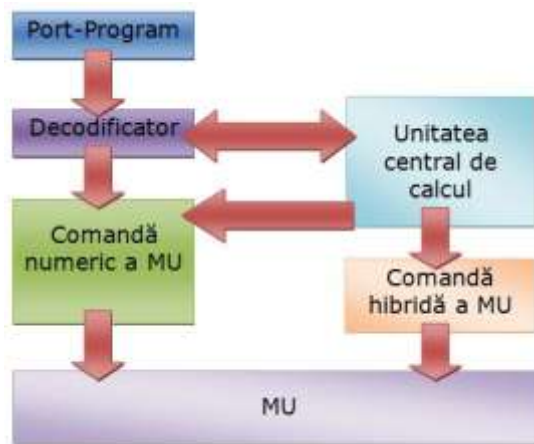 Port-Program
Decodificator
Unitatea
central de
calcul
Comandă
numeric a MU
Comandă
hibridă a MU
MU